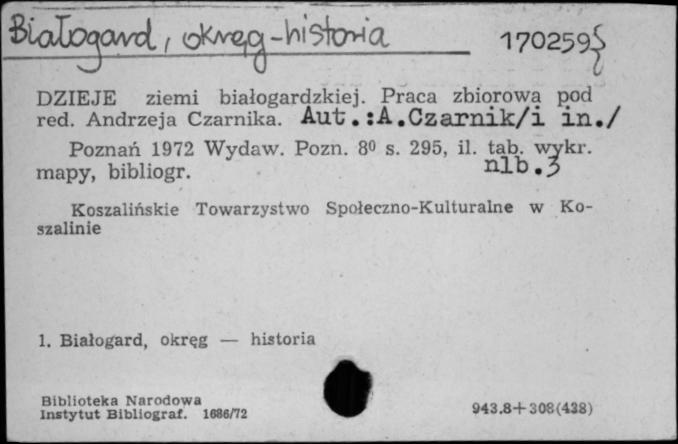 Białogard, okręg-historia
170259
DZIEJE ziemi białogardzkiej. Praca zbiorowa pod
red. Andrzeja Czarnika. Aut.:A.Czarnik/i in./
Poznań 1972 Wydaw. Pozn. 8⁰ s. 295, il. tab. wykr.
mapy, bibliogr. nlb.3
Koszalińskie Towarzystwo Społeczno-Kulturalne w Ko-
szalinie
1. Białogard, okręg — historia
Biblioteka Narodowa
Instytut Bibliograf. 1686/72
943.8+308(438)